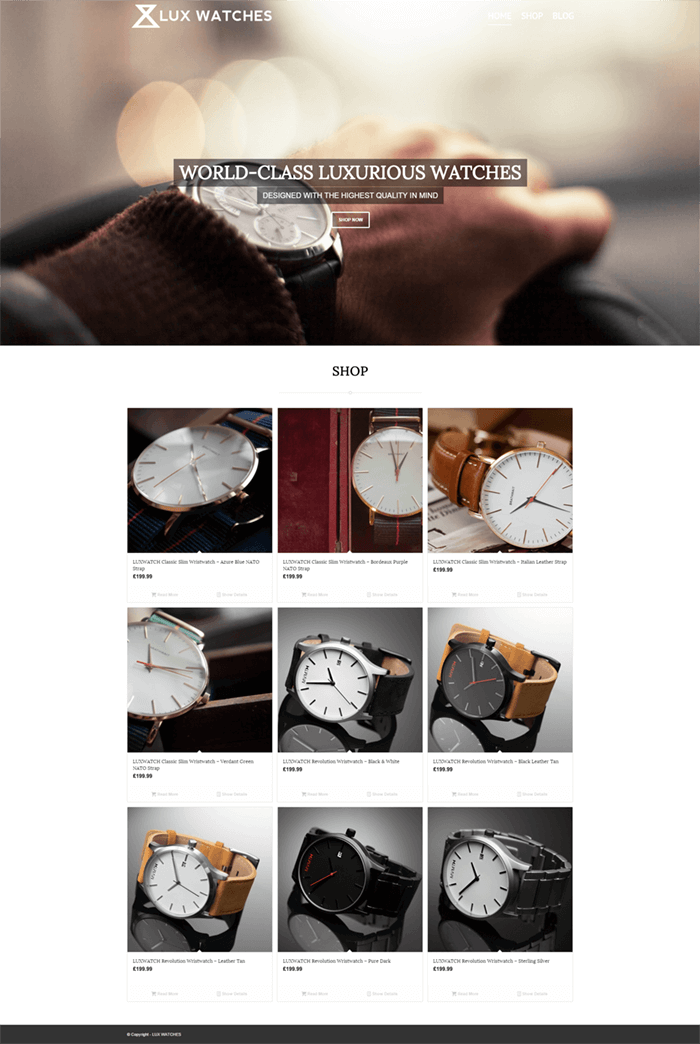 LUX WATCHES
HOME SHOP BLOG
WORLD-CLASS LUXURIOUS WATCHES
DESIGNED WITH THE HIGHEST QUALITY IN MIND
SHOP NOW
SHOP
LUXWATCH Classic Slim Wristwatch – Azure Blue NATO
Strap
£199.99
Read More Show Details
LUXWATCH Classic Slim Wristwatch – Bordeaux Purple
NATO Strap
£199.99
Read More Show Details
LUXWATCH Classic Slim Wristwatch – Italian Leather Strap
£199.99
Read More Show Details
LUXWATCH Classic Slim Wristwatch – Verdant Green
NATO Strap
£199.99
Read More Show Details
LUXWATCH Revolution Wristwatch – Black & White
£199.99
Read More Show Details
LUXWATCH Revolution Wristwatch – Black Leather Tan
£199.99
Read More Show Details
LUXWATCH Revolution Wristwatch – Leather Tan
£199.99
Read More Show Details
LUXWATCH Revolution Wristwatch – Pure Dark
£199.99
Read More Show Details
LUXWATCH Revolution Wristwatch – Sterling Silver
£199.99
Read More Show Details
© Copyright - LUX WATCHES